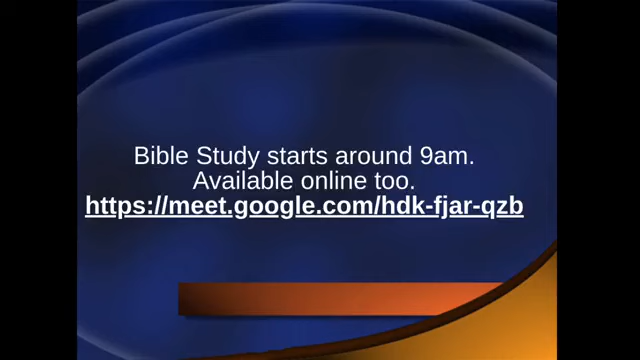 Bible Study starts around 9am.
Available online too.
https://meet.google.com/hdk-fjar-qzb